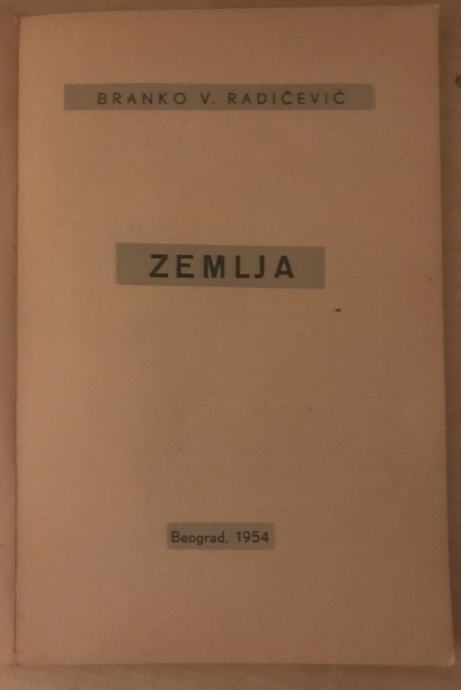 BRANKO V. RADIČEVIĆ
ZEMLJA
Beograd, 1954